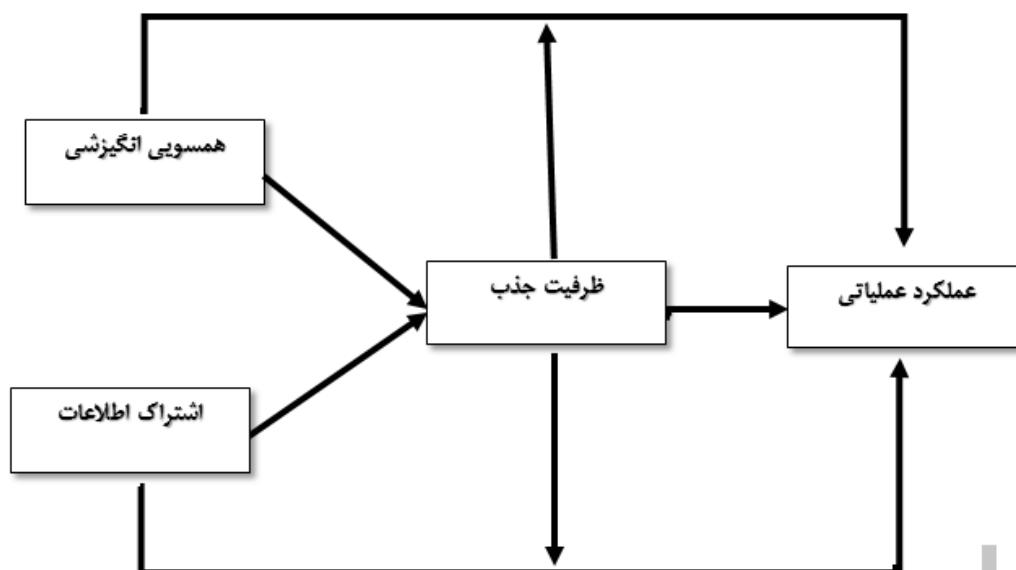 همسویی انگیزشی
ظرفیت جذب
عملکرد عملیاتی
اشتراک اطلاعات